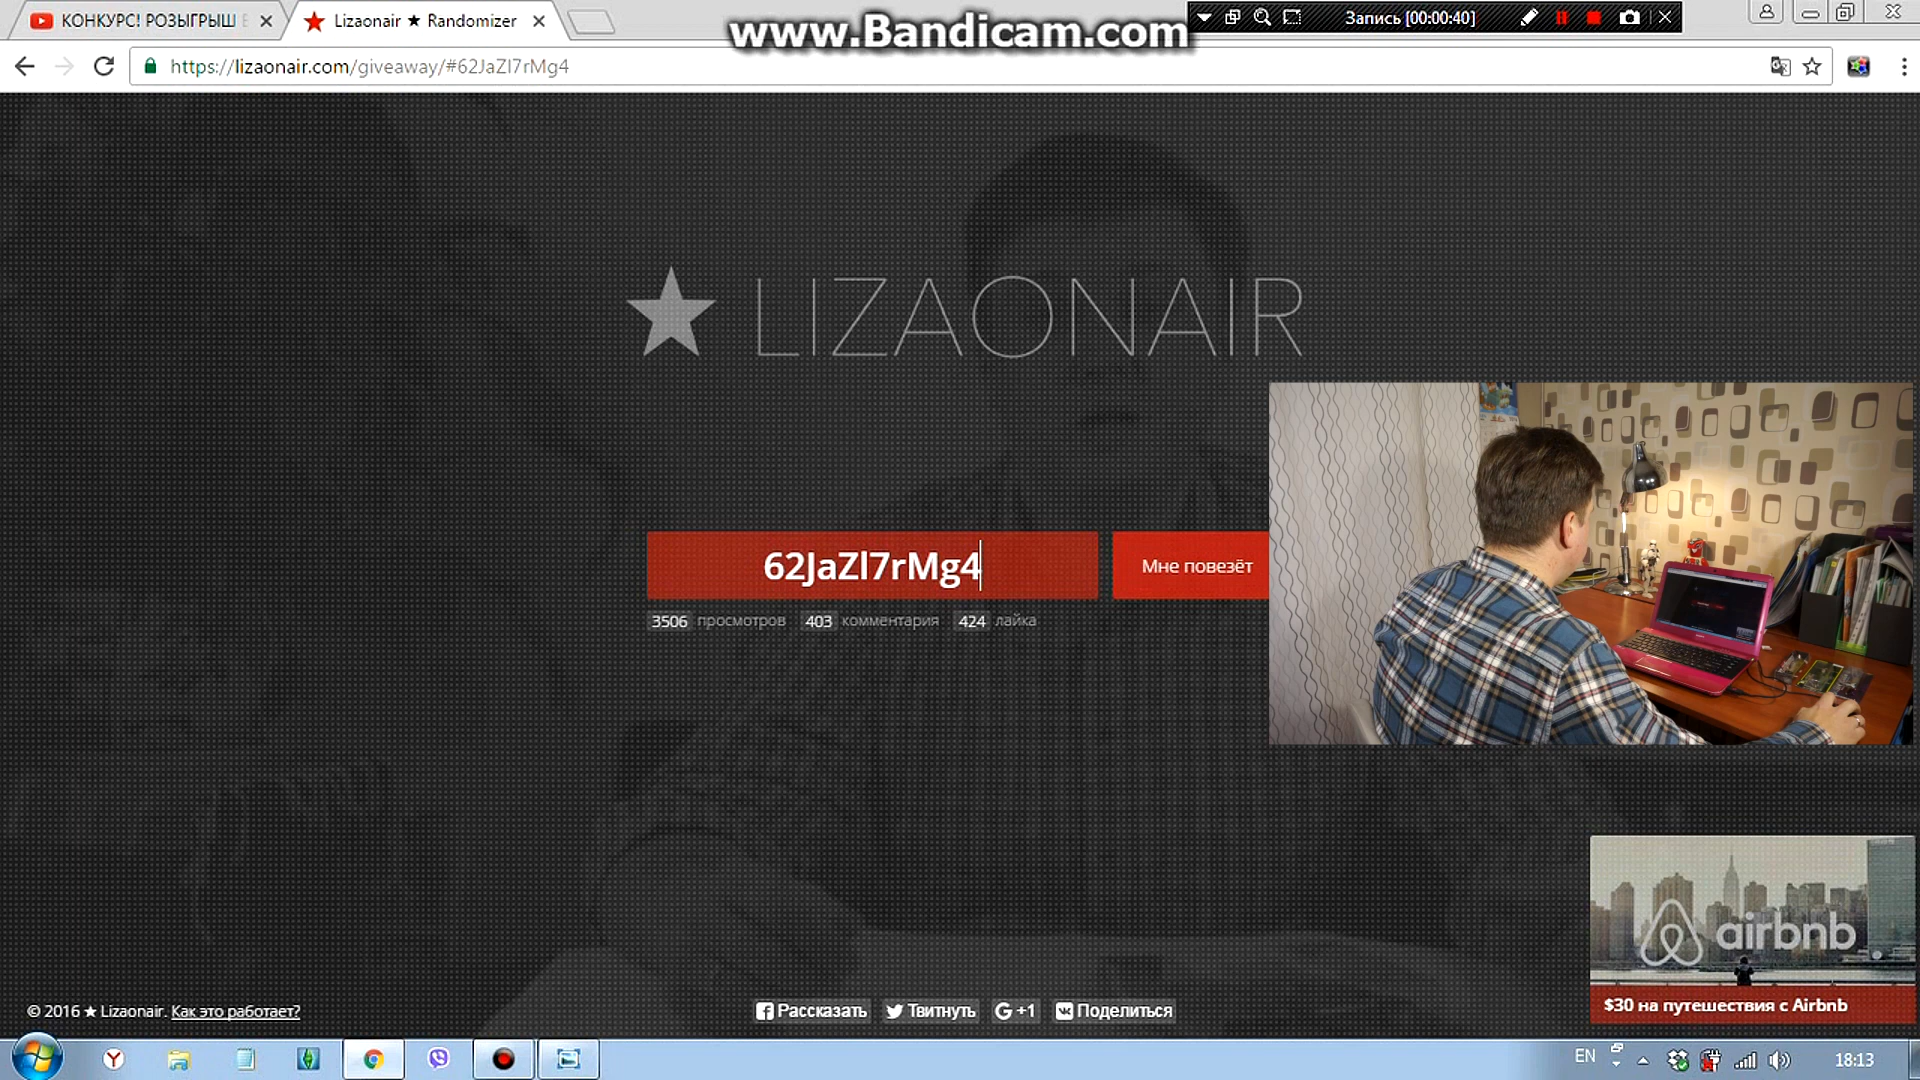 КОНКУРС! РОЗЫГРЫШ
Lizaonair ★ Randomizer
www.Bandicam.com
Запись [00:00:40]
https://lizaonair.com/giveaway/#62JaZl7rMg4
★ LIZAONAIR
62JaZl7rMg4
Мне повезёт
3506 просмотров 403 комментария 424 лайка
airbnb
$30 на путешествия с Airbnb
© 2016 ★ Lizaonair. Как это работает?
Рассказать Твитнуть G+1 Поделиться
EN
18:13